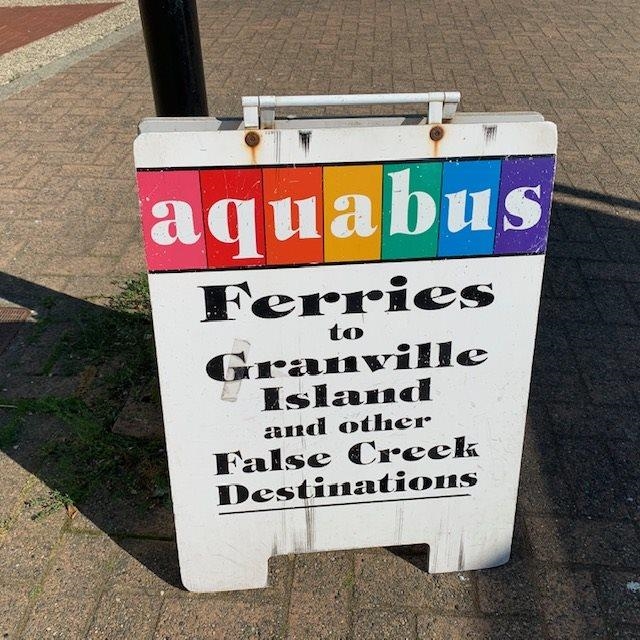 aquabus
Ferries
to
Granville
Island
and other
False Creek
Destinations